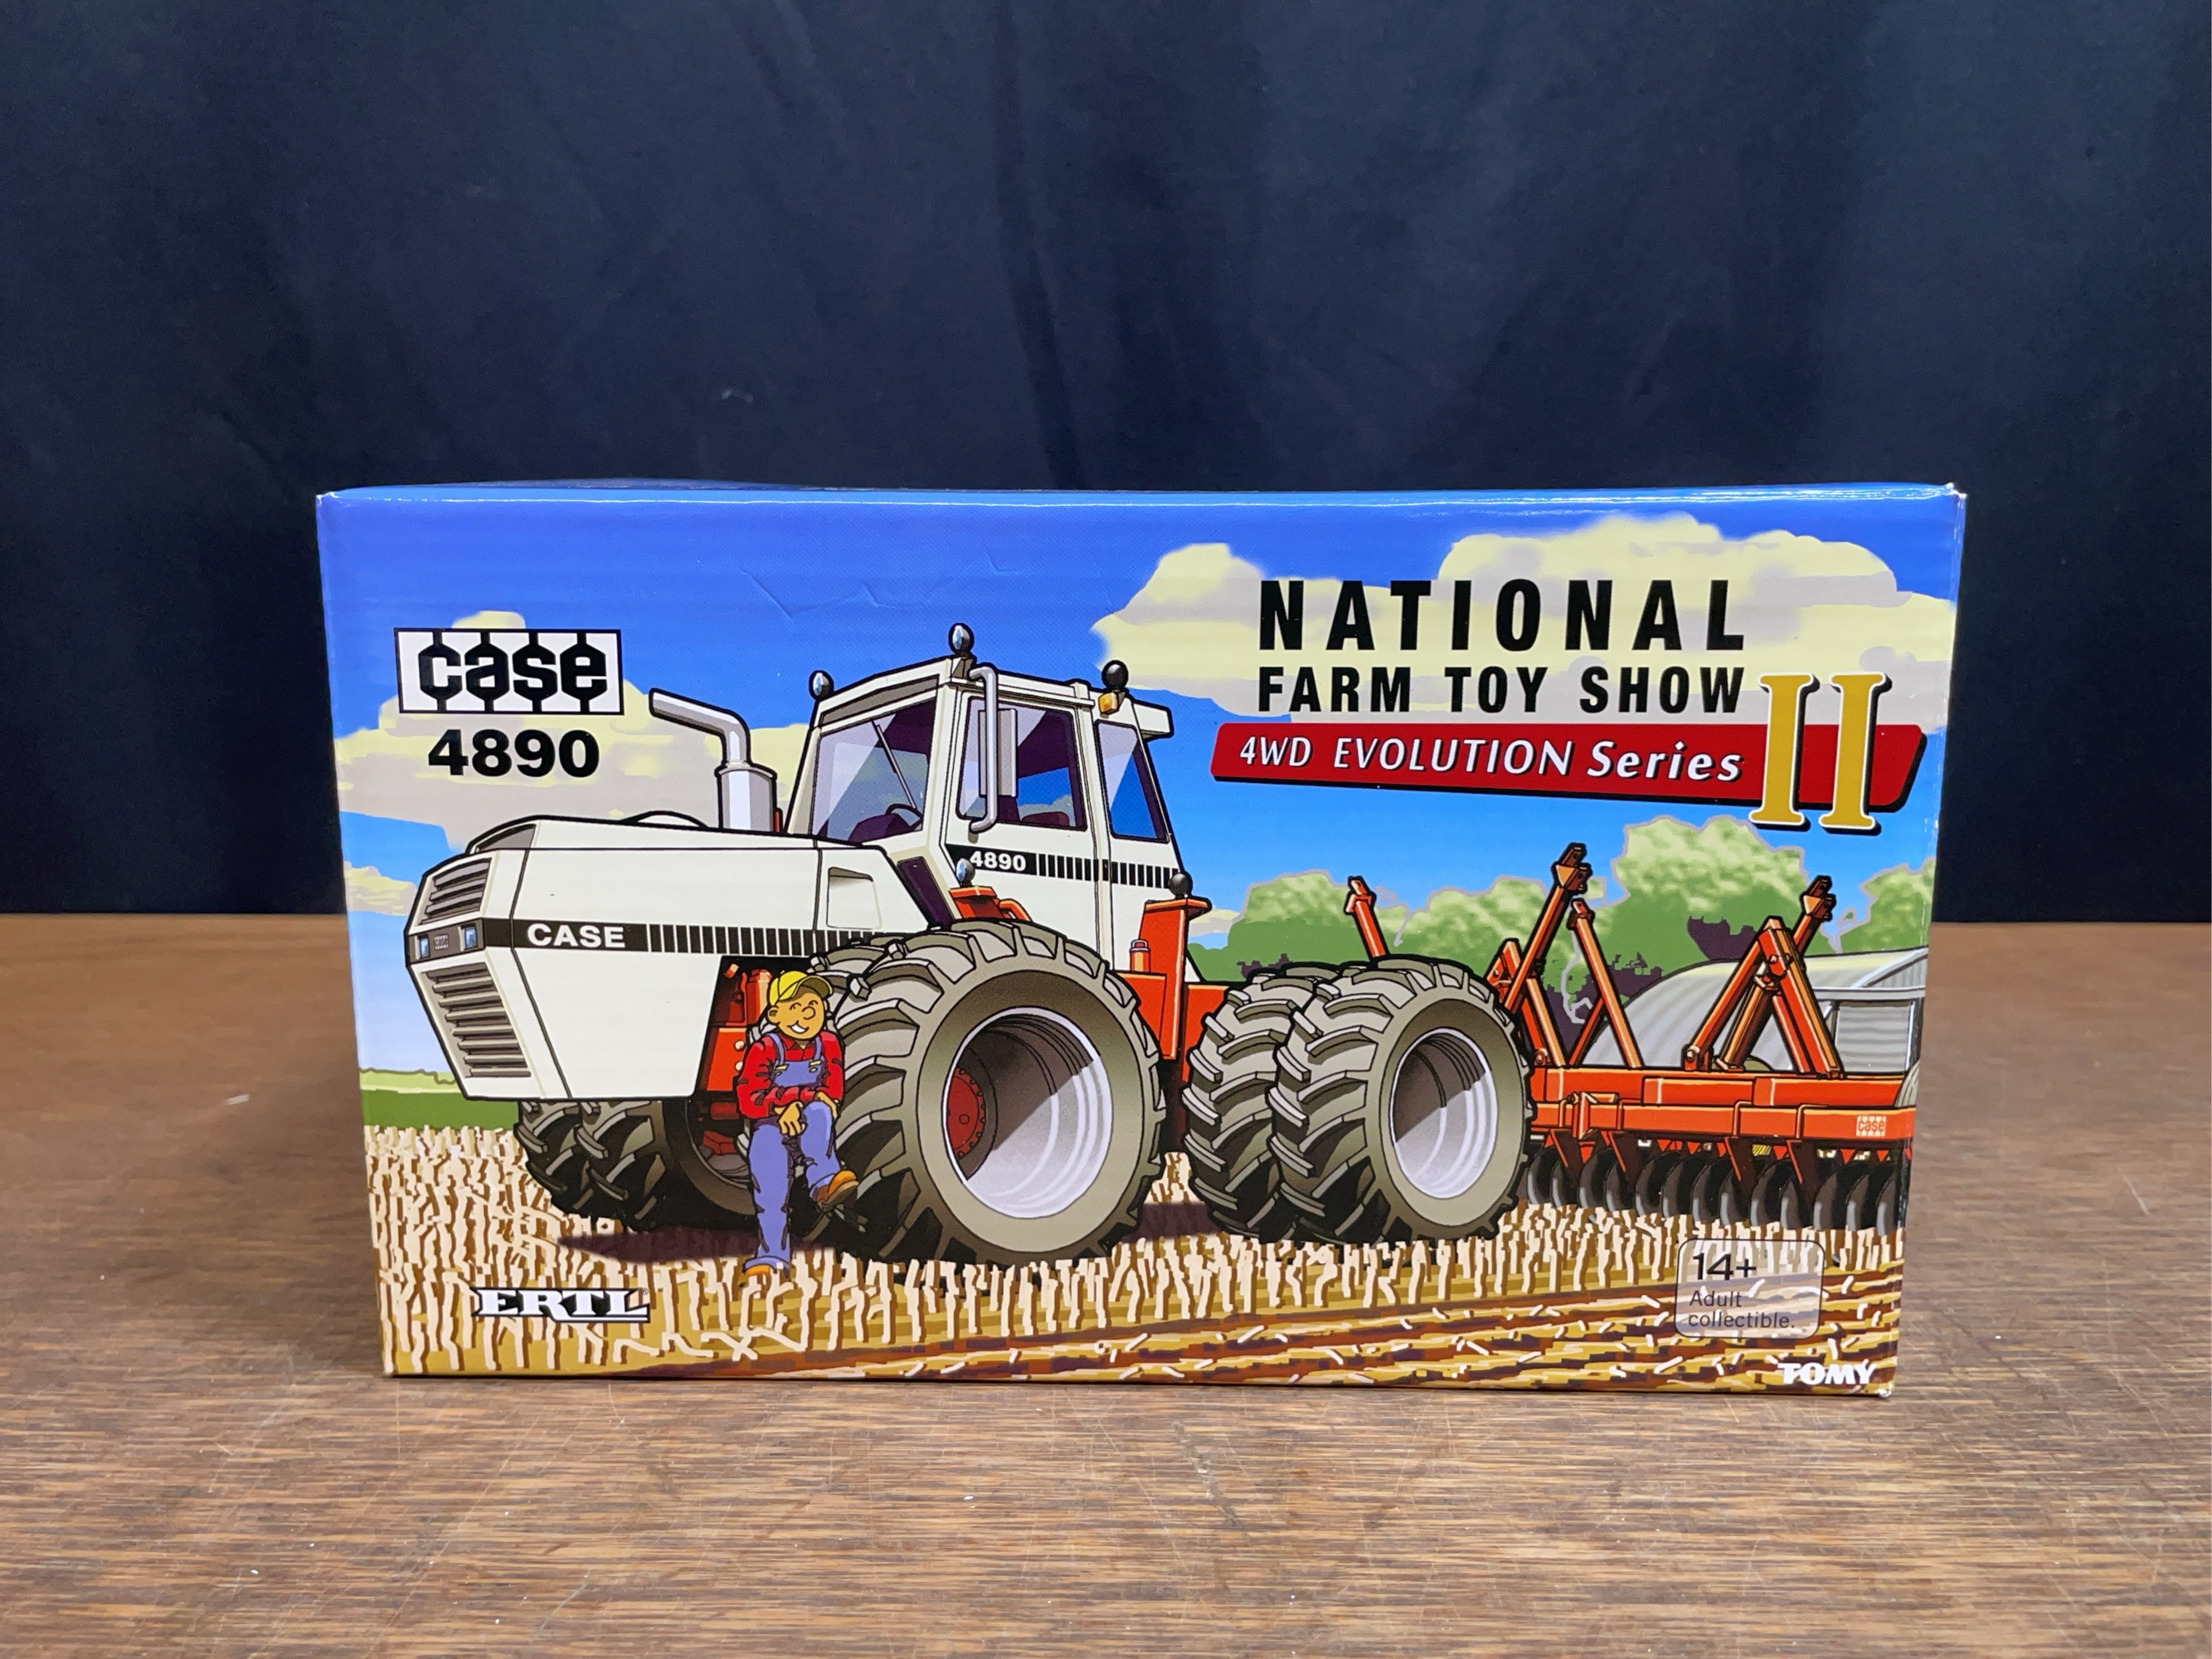 case
4890
NATIONAL
FARM TOY SHOW
4WD EVOLUTION Series II
4890
CASE
case
ERTL
14+
Adult
collectible.
TOMY